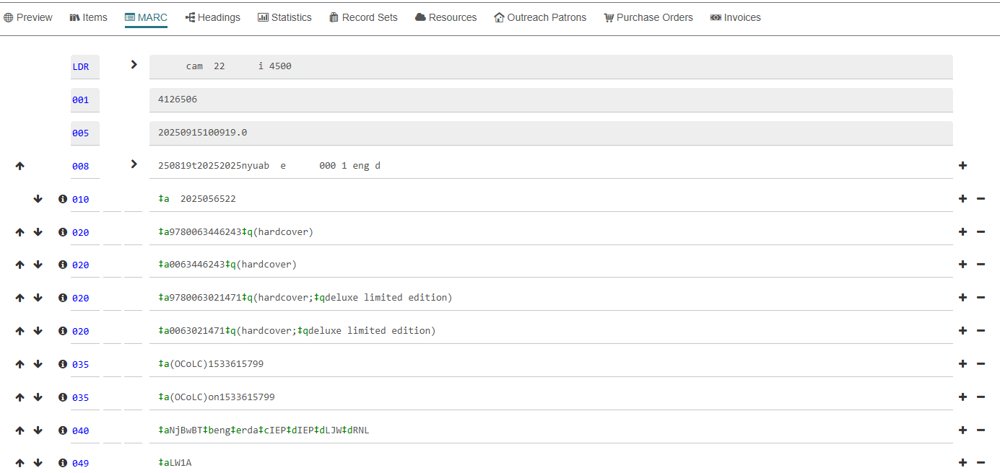 Preview Items MARC Headings Statistics Record Sets Resources Outreach Patrons Purchase Orders Invoices
LDR cam  22      i 4500
001 4126506
005 20250915100919.0
008 250819t20252025nyuab  e      000 1 eng d
010 ‡a  2025056522
020 ‡a9780063446243‡q(hardcover)
020 ‡a0063446243‡q(hardcover)
020 ‡a9780063021471‡q(hardcover;‡qdeluxe limited edition)
020 ‡a0063021471‡q(hardcover;‡qdeluxe limited edition)
035 ‡a(OCoLC)1533615799
035 ‡a(OCoLC)on1533615799
040 ‡aNjBwBT‡beng‡erda‡cIEP‡dIEP‡dLJW‡dRNL
049 ‡aLW1A